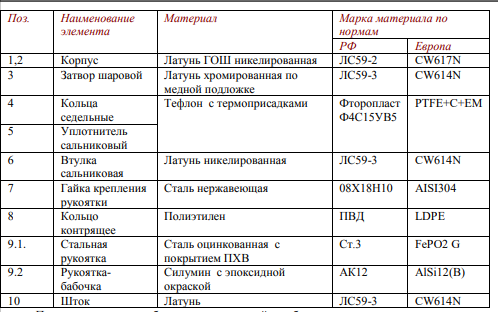 Поз. Наименование элемента Материал Марка материала по нормам
РФ Европа
1,2 Корпус Латунь ГОШ никелированная ЛС59-2 CW617N
3 Затвор шаровой Латунь хромированная по медной подложке ЛС59-3 CW614N
4 Кольца седельные Тефлон с термоприсадками Фторопласт Ф4С15УВ5 PTFE+C+EM
5 Уплотнитель сальниковый
6 Втулка сальниковая Латунь никелированная ЛС59-3 CW614N
7 Гайка крепления рукоятки Сталь нержавеющая 08Х18Н10 AISI304
8 Кольцо контрящее Полиэтилен ПВД LDPE
9.1. Стальная рукоятка Сталь оцинкованная с покрытием ПХВ Ст.3 FePO2 G
9.2 Рукоятка-бабочка Силумин с эпоксидной окраской АК12 AlSi12(B)
10 Шток Латунь ЛС59-3 CW614N